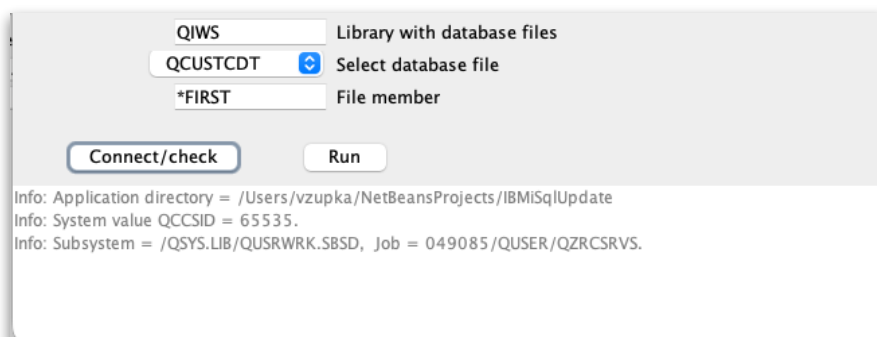 QIWS Library with database files
QCUSTCDT Select database file
*FIRST File member
Connect/check Run
Info: Application directory = /Users/vzupka/NetBeansProjects/IBMiSqlUpdate
Info: System value QCCSID = 65535.
Info: Subsystem = /QSYS.LIB/QUSRWRK.SBSD, Job = 049085/QUSER/QZRCSRVS.